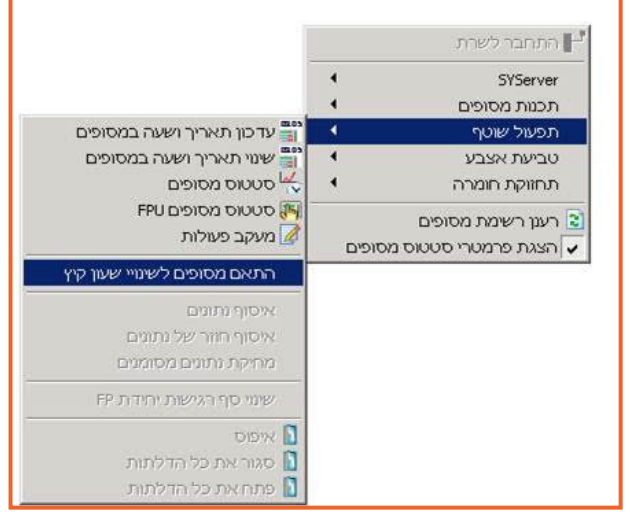 התחבר לשרת
SYServer
תכנות מסופים
תפעול שוטף
טביעת אצבע
תחזוקת חומרה
רענן רשימת מסופים
הצגת פרמטרי סטטוס מסופים
עדכון תאריך ושעה במסופים
שינוי תאריך ושעה במסופים
סטטוס מסופים
סטטוס מסופים FPU
מעקב פעולות
התאם מסופים לשינויי שעון קיץ
איסוף נתונים
איסוף חוזר של נתונים
מחיקת נתונים מסומנים
שינוי סף רגישות יחידת FP
איפוס
סגור את כל הדלתות
פתח את כל הדלתות